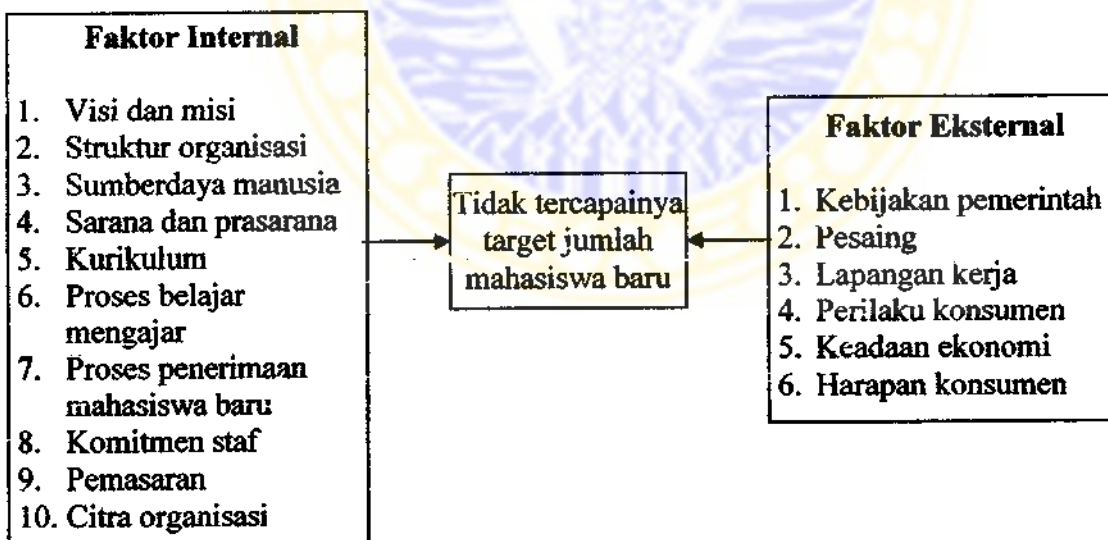 Faktor Internal
1. Visi dan misi
2. Struktur organisasi
3. Sumberdaya manusia
4. Sarana dan prasarana
5. Kurikulum
6. Proses belajar
mengajar
7. Proses penerimaan
mahasiswa baru
8. Komitmen staf
9. Pemasaran
10. Citra organisasi
Tidak tercapainya
target jumlah
mahasiswa baru
Faktor Eksternal
1. Kebijakan pemerintah
2. Pesaing
3. Lapangan kerja
4. Perilaku konsumen
5. Keadaan ekonomi
6. Harapan konsumen